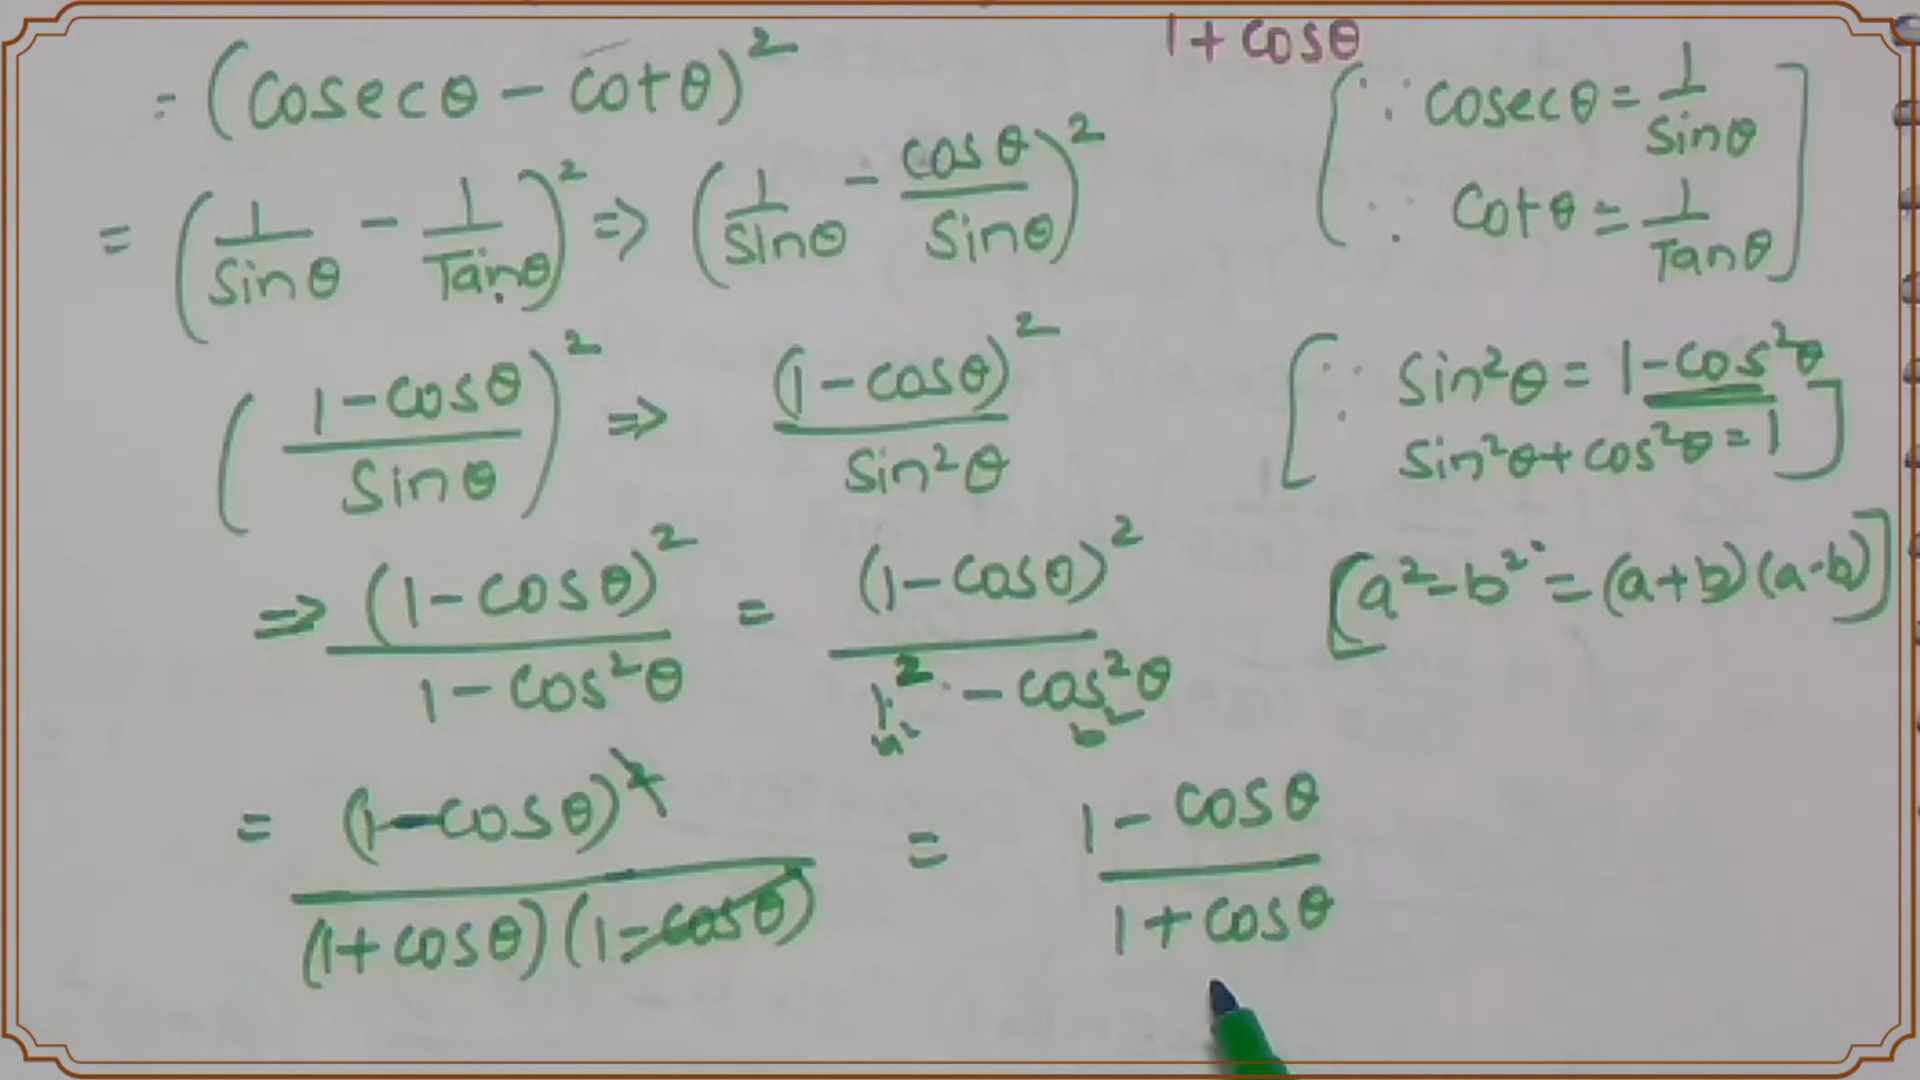 1 + cosθ
= (cosecθ - cotθ)²
[∵ cosecθ = 1/sinθ
∵ cotθ = 1/Tanθ]
= (1/sinθ - 1/Tanθ)² ⇒ (1/sinθ - cosθ/sinθ)²
(1-cosθ/sinθ)² ⇒ (1-cosθ)²/sin²θ
[∵ sin²θ = 1-cos²θ
sin²θ+cos²θ=1]
⇒ (1-cosθ)²/1-cos²θ = (1-cosθ)²/1²-cos²θ
a² b²
[a²-b² = (a+b)(a-b)]
= (1-cosθ)²/(1+cosθ)(1-cosθ) = 1-cosθ/1+cosθ